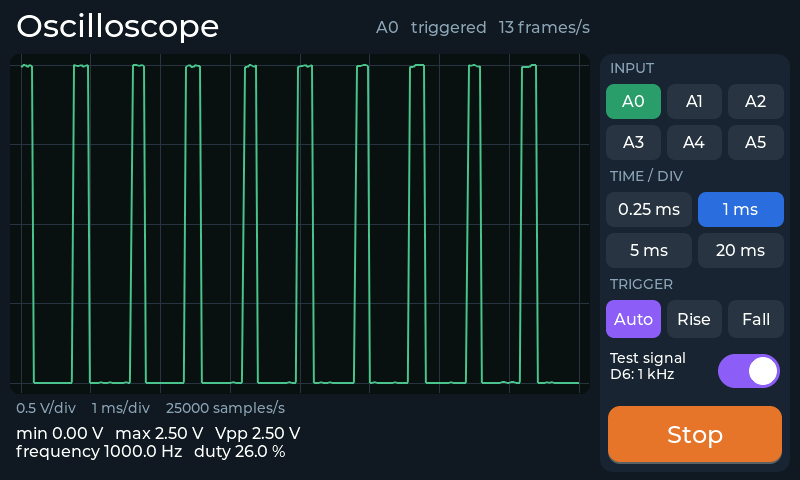 Oscilloscope
A0 triggered 13 frames/s
INPUT
A0 A1 A2
A3 A4 A5
TIME / DIV
0.25 ms 1 ms
5 ms 20 ms
TRIGGER
Auto Rise Fall
Test signal
D6: 1 kHz
Stop
0.5 V/div 1 ms/div 25000 samples/s
min 0.00 V max 2.50 V Vpp 2.50 V
frequency 1000.0 Hz duty 26.0 %